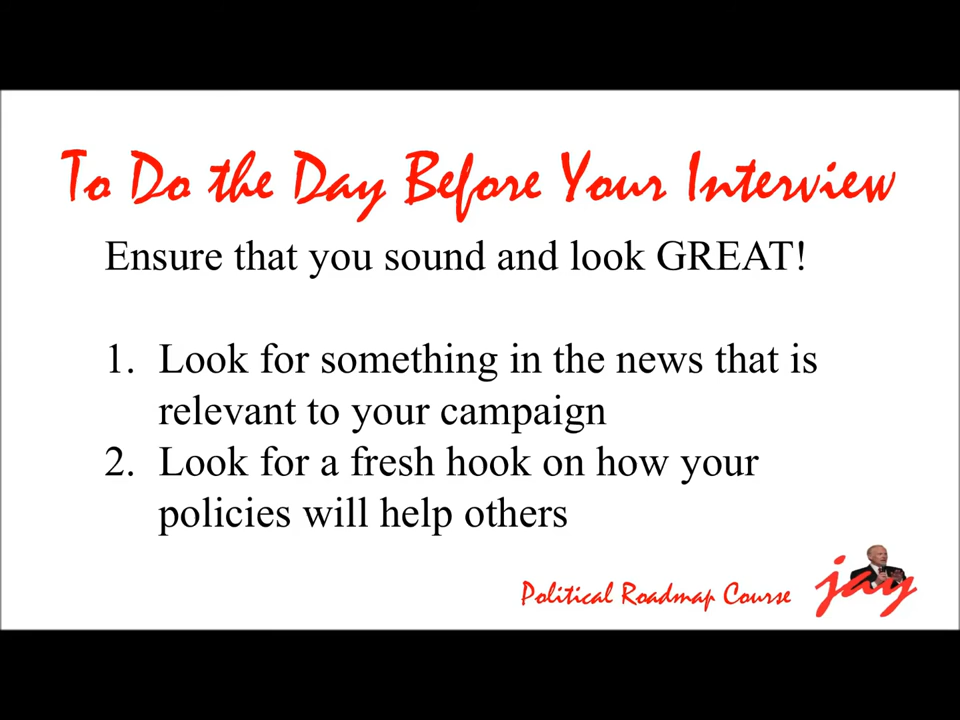 To Do the Day Before Your Interview
Ensure that you sound and look GREAT!
1. Look for something in the news that is
relevant to your campaign
2. Look for a fresh hook on how your
policies will help others
Political Roadmap Course
jay